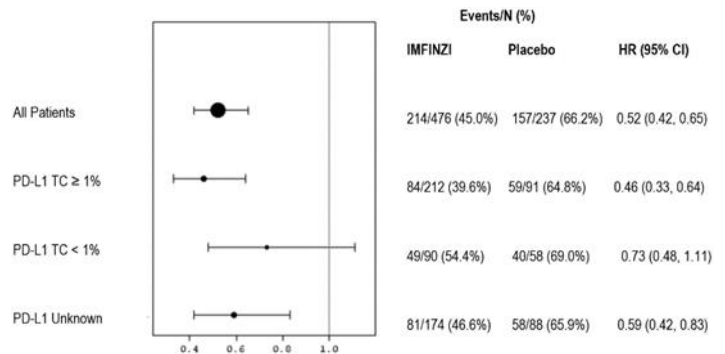 Events/N (%)
IMFINZI Placebo HR (95% CI)
All Patients 214/476 (45.0%) 157/237 (66.2%) 0.52 (0.42, 0.65)
PD-L1 TC ≥ 1% 84/212 (39.6%) 59/91 (64.8%) 0.46 (0.33, 0.64)
PD-L1 TC < 1% 49/90 (54.4%) 40/58 (69.0%) 0.73 (0.48, 1.11)
PD-L1 Unknown 81/174 (46.6%) 58/88 (65.9%) 0.59 (0.42, 0.83)
0.4 0.6 0.8 1.0